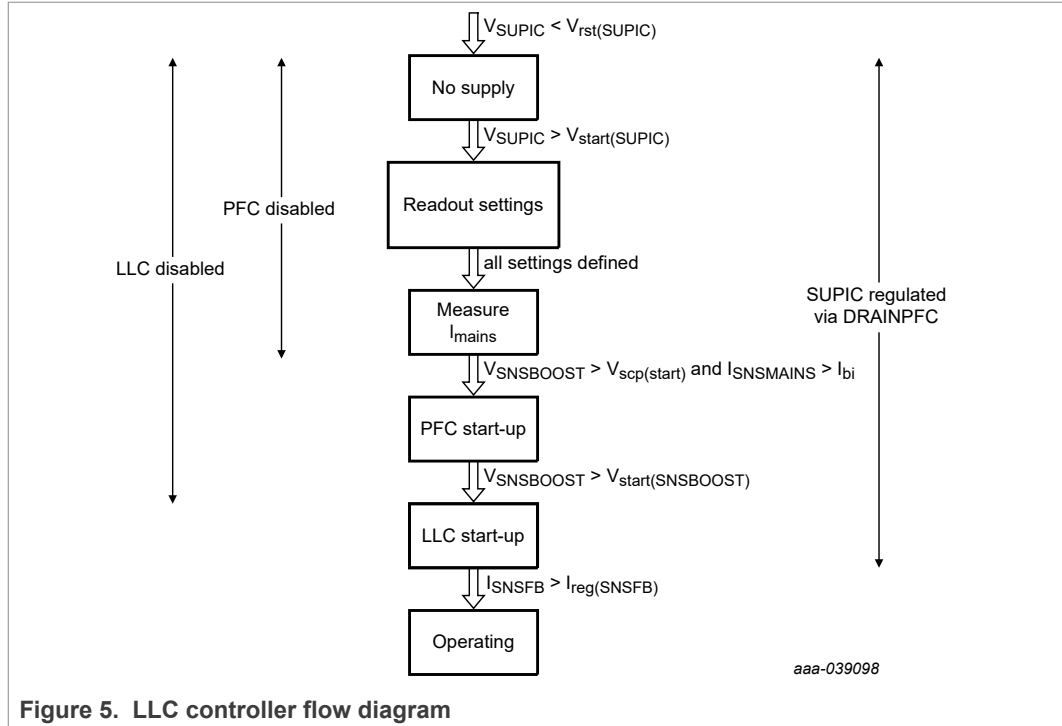 V_SUPIC < V_rst(SUPIC)
No supply
V_SUPIC > V_start(SUPIC)
Readout settings
PFC disabled
LLC disabled
all settings defined
SUPIC regulated
via DRAINPFC
Measure
I_mains
V_SNSBOOST > V_scp(start) and I_SNSMAINS > I_bi
PFC start-up
V_SNSBOOST > V_start(SNSBOOST)
LLC start-up
I_SNSFB > I_reg(SNSFB)
Operating
aaa-039098
Figure 5. LLC controller flow diagram